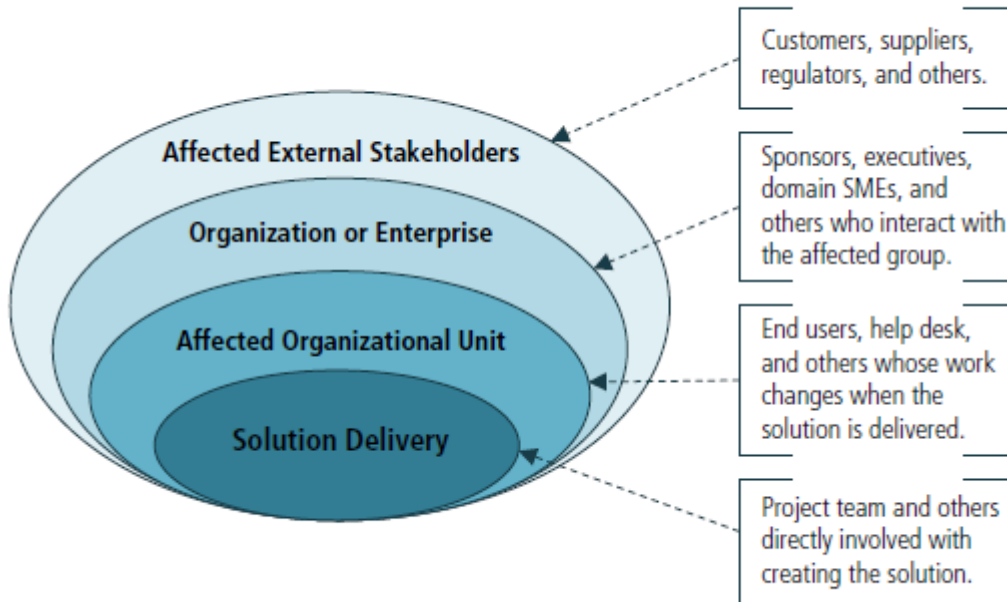 Customers, suppliers,
regulators, and others.
Affected External Stakeholders
Sponsors, executives,
domain SMEs, and
others who interact with
the affected group.
Organization or Enterprise
End users, help desk,
and others whose work
changes when the
solution is delivered.
Affected Organizational Unit
Solution Delivery
Project team and others
directly involved with
creating the solution.